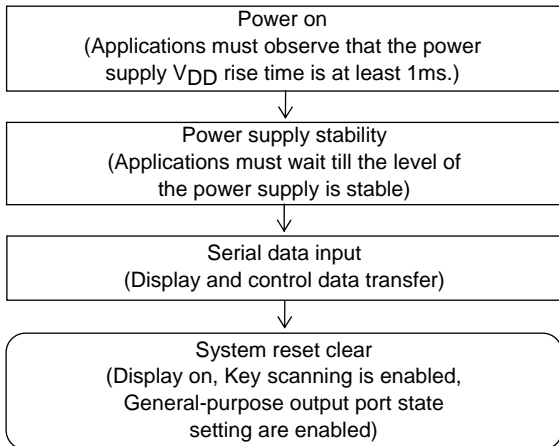 Power on
(Applications must observe that the power
supply VDD rise time is at least 1ms.)
Power supply stability
(Applications must wait till the level of
the power supply is stable)
Serial data input
(Display and control data transfer)
System reset clear
(Display on, Key scanning is enabled,
General-purpose output port state
setting are enabled)